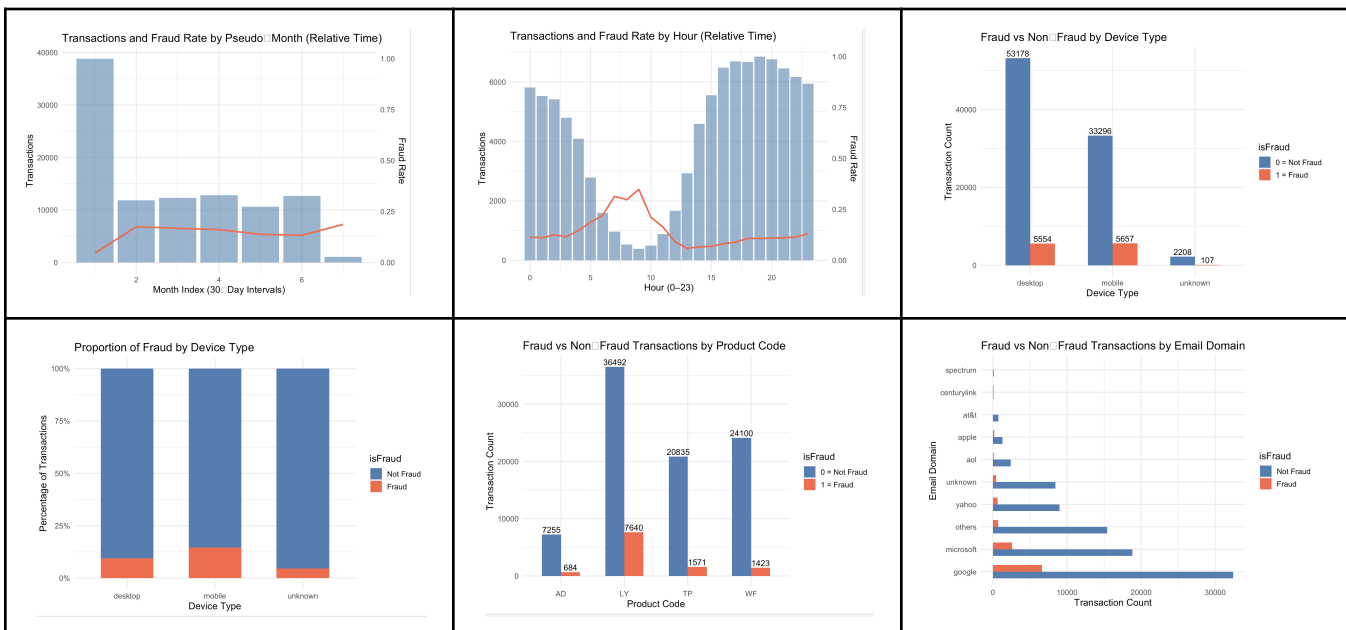 Transactions and Fraud Rate by Pseudo□Month (Relative Time)
40000
30000
40000
20000
10000
0
Transactions
1.00
0.75
0.50
0.25
0.00
Fraud Rate
2
4
6
Month Index (30□Day Intervals)
Transactions and Fraud Rate by Hour (Relative Time)
6000
4000
2000
0
Transactions
1.00
0.75
0.50
0.25
0.00
Fraud Rate
0
5
10
15
20
Hour (0–23)
Fraud vs Non□Fraud by Device Type
53178
33296
5554
5657
2208
107
40000
20000
0
Transaction Count
desktop
mobile
unknown
Device Type
isFraud
0 = Not Fraud
1 = Fraud
Proportion of Fraud by Device Type
100%
75%
50%
25%
0%
Percentage of Transactions
desktop
mobile
unknown
Device Type
isFraud
Not Fraud
Fraud
Fraud vs Non□Fraud Transactions by Product Code
36492
24100
20835
7255
684
7640
1571
1423
30000
20000
10000
0
Transaction Count
AD
LY
TP
WF
Product Code
isFraud
0 = Not Fraud
1 = Fraud
Fraud vs Non□Fraud Transactions by Email Domain
spectrum
centurylink
at&t
apple
aol
unknown
yahoo
others
microsoft
google
Email Domain
0
10000
20000
30000
Transaction Count
isFraud
Not Fraud
Fraud